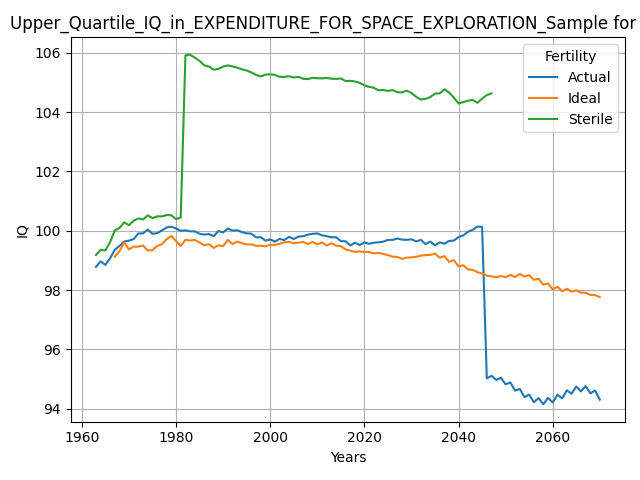 Upper_Quartile_IQ_in_EXPENDITURE_FOR_SPACE_EXPLORATION_Sample for
106
104
102
100
98
96
94
IQ
Fertility
Actual
Ideal
Sterile
1960
1980
2000
2020
2040
2060
Years